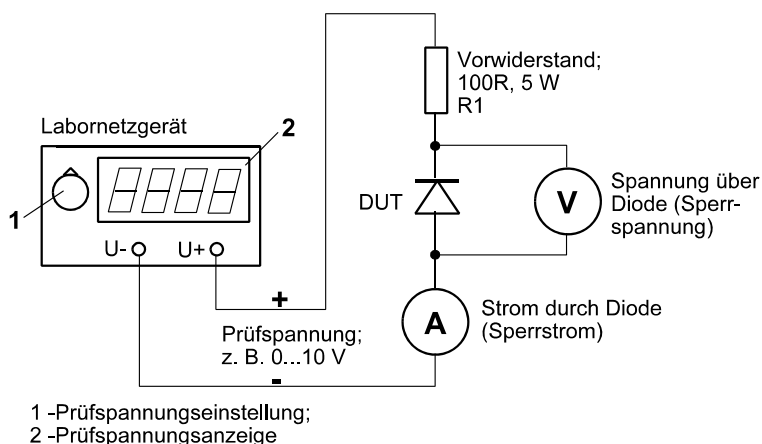 Vorwiderstand;
100R, 5 W
R1
Labornetzgerät
2
1
U-
U+
DUT
V
Spannung über
Diode (Sperr-
spannung)
+
Prüfspannung;
z. B. 0...10 V
-
A
Strom durch Diode
(Sperrstrom)
1 -Prüfspannungseinstellung;
2 -Prüfspannungsanzeige